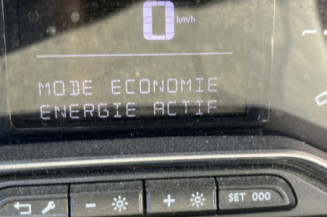 0 km/h
MODE ECONOMIE
ENERGIE ACTIF
SET 000